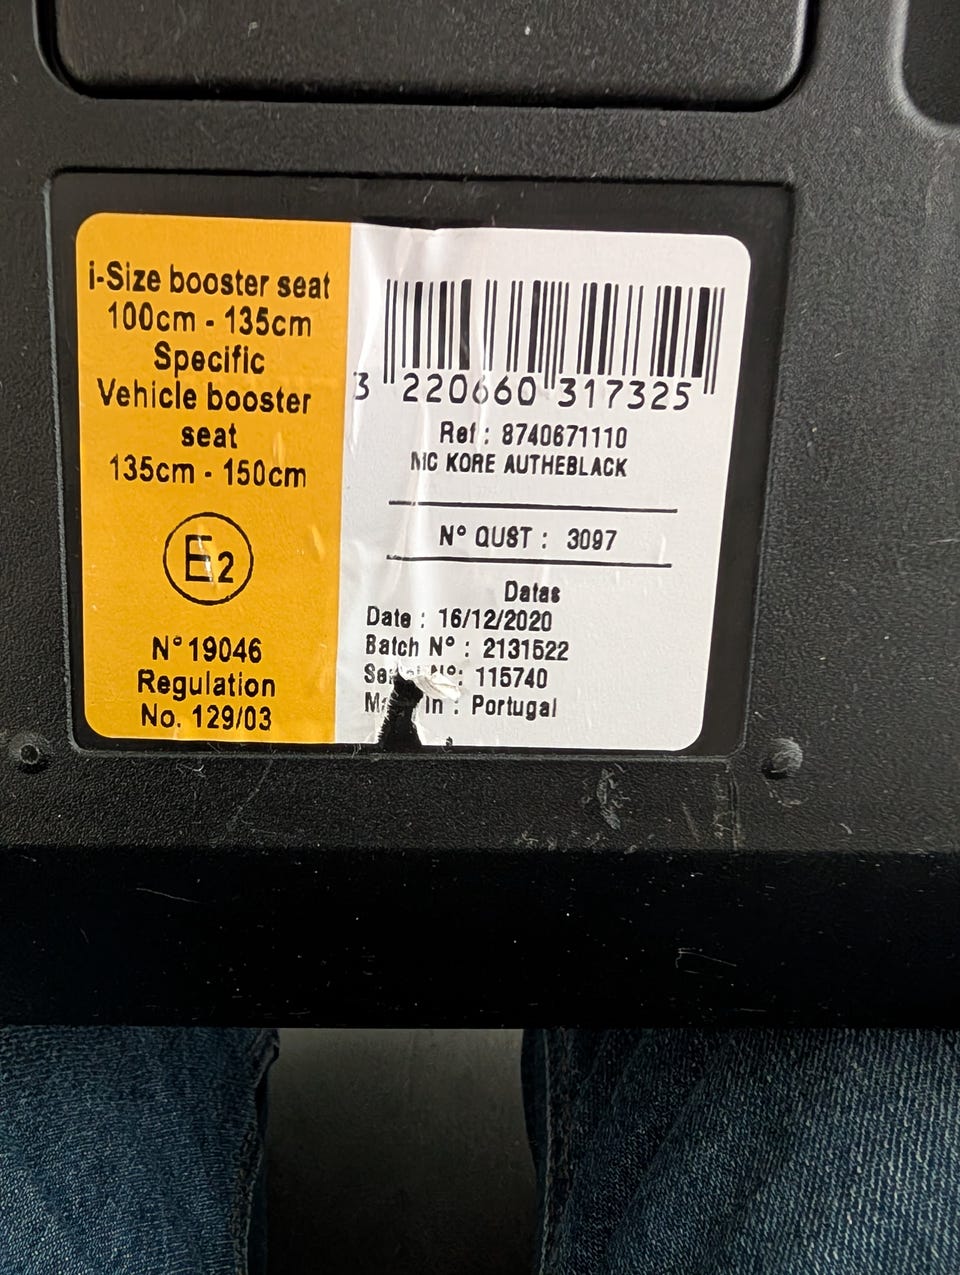 i-Size booster seat
100cm - 135cm
Specific
Vehicle booster
seat
135cm - 150cm
E2
N° 19046
Regulation
No. 129/03
3 220660 317325
Ref : 8740671110
MC KORE AUTHEBLACK
N° QUST : 3097
Datas
Date : 16/12/2020
Batch N° : 2131522
N°: 115740
in : Portugal